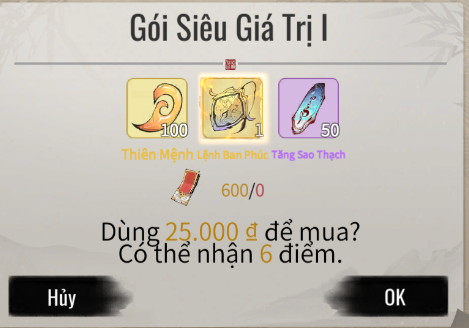 Gói Siêu Giá Trị I
100 1 50
Thiên Mệnh Lệnh Ban Phúc Tăng Sao Thạch
600/0
Dùng 25.000 ₫ để mua?
Có thể nhận 6 điểm.
Hủy OK